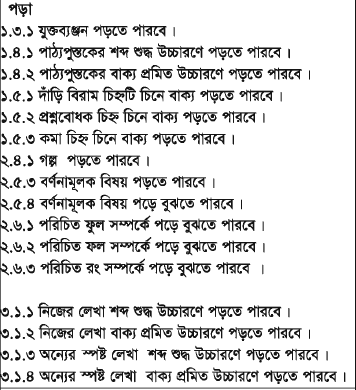 পড়া
১.৩.১ যুক্তব্যঞ্জন পড়তে পারবে।
১.৪.১ পাঠ্যপুস্তকের শব্দ শুদ্ধ উচ্চারণে পড়তে পারবে।
১.৪.২ পাঠ্যপুস্তকের বাক্য প্রমিত উচ্চারণে পড়তে পারবে।
১.৫.১ দাঁড়ি বিরাম চিহ্নটি চিনে বাক্য পড়তে পারবে।
১.৫.২ প্রশ্নবোধক চিহ্ন চিনে বাক্য পড়তে পারবে।
১.৫.৩ কমা চিহ্ন চিনে বাক্য পড়তে পারবে।
২.৪.১ গল্প পড়তে পারবে।
২.৫.৩ বর্ণনামূলক বিষয় পড়তে পারবে।
২.৫.৪ বর্ণনামূলক বিষয় পড়ে বুঝতে পারবে।
২.৬.১ পরিচিত ফুল সম্পর্কে পড়ে বুঝতে পারবে।
২.৬.২ পরিচিত ফল সম্পর্কে পড়ে বুঝতে পারবে।
২.৬.৩ পরিচিত রং সম্পর্কে পড়ে বুঝতে পারবে ।
৩.১.১ নিজের লেখা শব্দ শুদ্ধ উচ্চারণে পড়তে পারবে।
৩.১.২ নিজের লেখা বাক্য প্রমিত উচ্চারণে পড়তে পারবে।
৩.১.৩ অন্যের স্পষ্ট লেখা শব্দ শুদ্ধ উচ্চারণে পড়তে পারবে।
৩.১.৪ অন্যের স্পষ্ট লেখা বাক্য প্রমিত উচ্চারণে পড়তে পারবে।